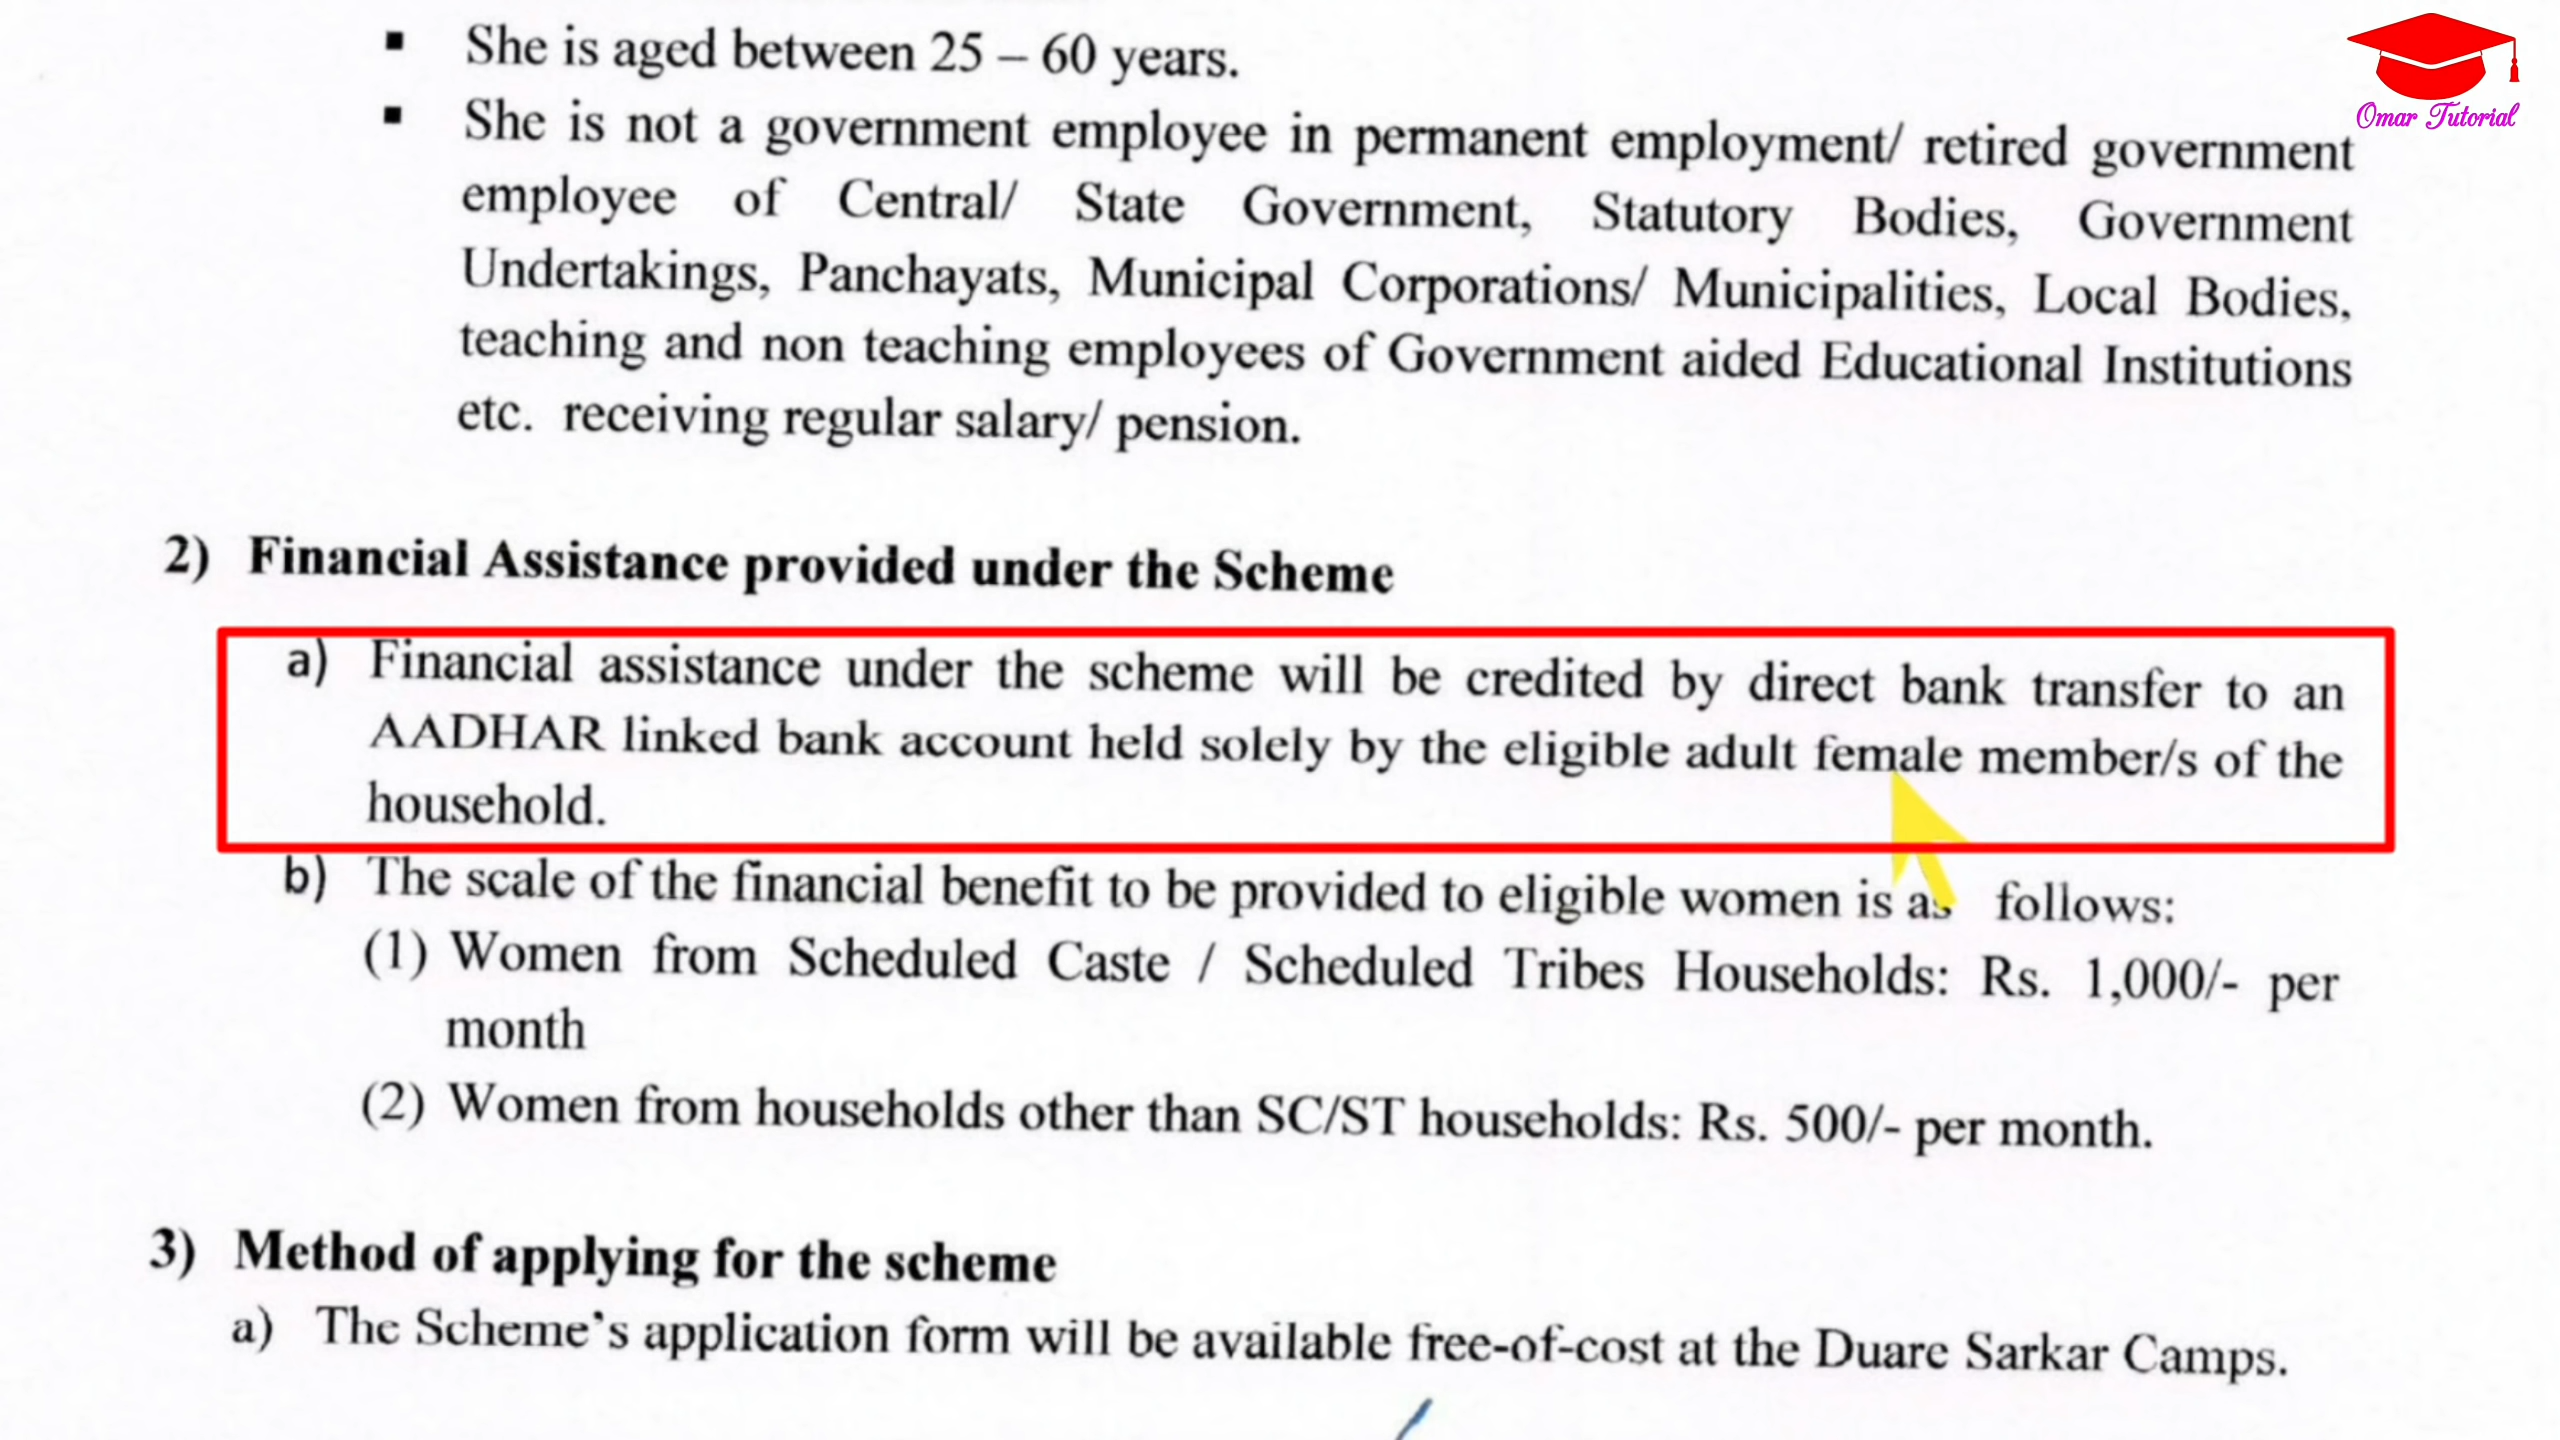 ▪ She is aged between 25 – 60 years.
▪ She is not a government employee in permanent employment/ retired government
employee of Central/ State Government, Statutory Bodies, Government
Undertakings, Panchayats, Municipal Corporations/ Municipalities, Local Bodies,
teaching and non teaching employees of Government aided Educational Institutions
etc. receiving regular salary/ pension.
2) Financial Assistance provided under the Scheme
a) Financial assistance under the scheme will be credited by direct bank transfer to an
AADHAR linked bank account held solely by the eligible adult female member/s of the
household.
b) The scale of the financial benefit to be provided to eligible women is as follows:
(1) Women from Scheduled Caste / Scheduled Tribes Households: Rs. 1,000/- per
month
(2) Women from households other than SC/ST households: Rs. 500/- per month.
3) Method of applying for the scheme
a) The Scheme's application form will be available free-of-cost at the Duare Sarkar Camps.
Omar Tutorial